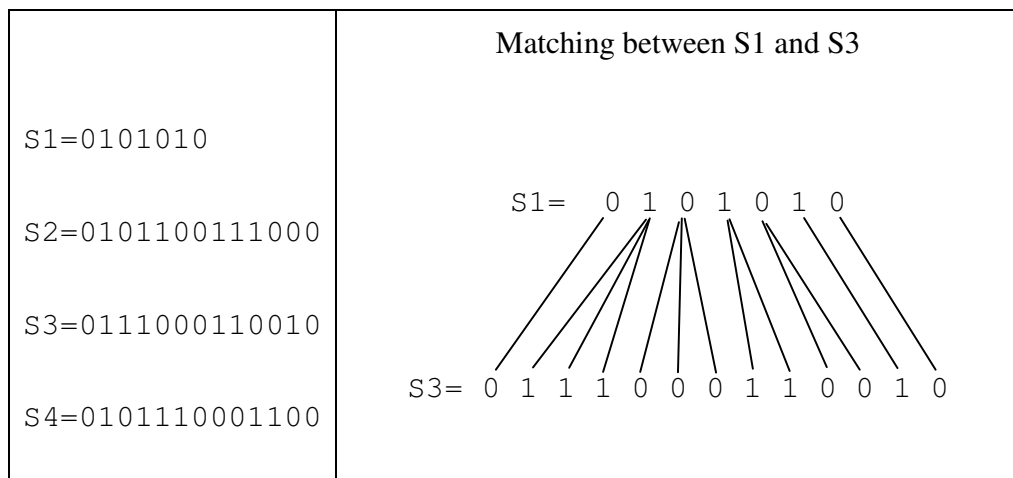 Matching between S1 and S3
S1=0101010
S2=0101100111000
S3=0111000110010
S4=0101110001100
S1= 0 1 0 1 0 1 0
S3= 0 1 1 1 0 0 0 1 1 0 0 1 0